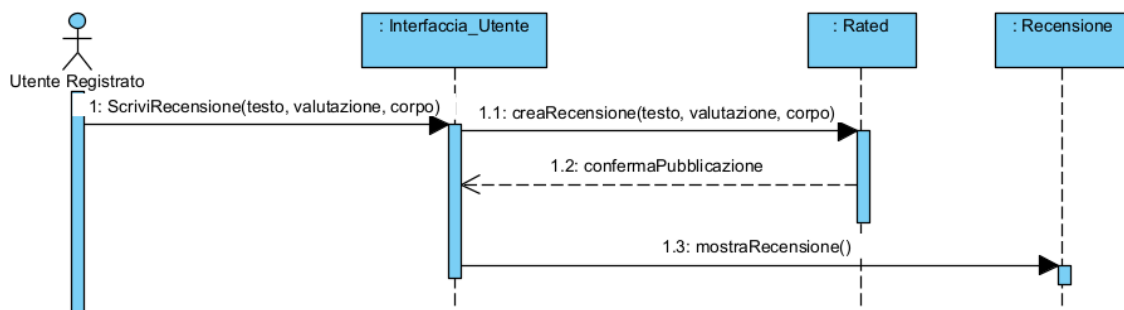 : Interfaccia_Utente
: Rated
: Recensione
Utente Registrato
1: ScriviRecensione(testo, valutazione, corpo)
1.1: creaRecensione(testo, valutazione, corpo)
1.2: confermaPubblicazione
1.3: mostraRecensione()